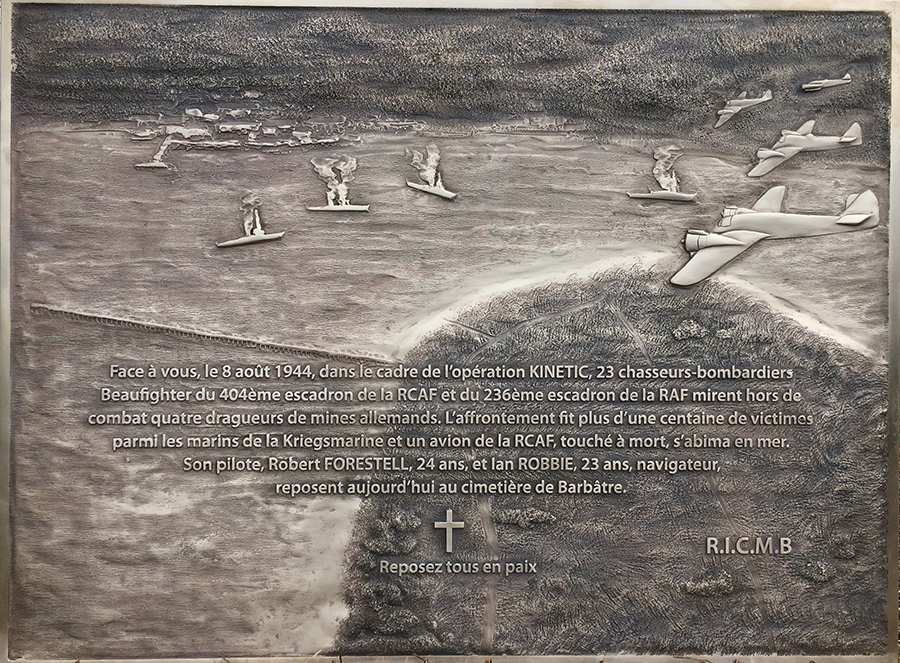 Face à vous, le 8 août 1944, dans le cadre de l'opération KINETIC, 23 chasseurs-bombardiers
Beaufighter du 404ème escadron de la RCAF et du 236ème escadron de la RAF mirent hors de
combat quatre dragueurs de mines allemands. L'affrontement fit plus d'une centaine de victimes
parmi les marins de la Kriegsmarine et un avion de la RCAF, touché à mort, s'abima en mer.
Son pilote, Robert FORESTELL, 24 ans, et Ian ROBBIE, 23 ans, navigateur,
reposent aujourd'hui au cimetière de Barbâtre.
R.I.C.M.B
Reposez tous en paix